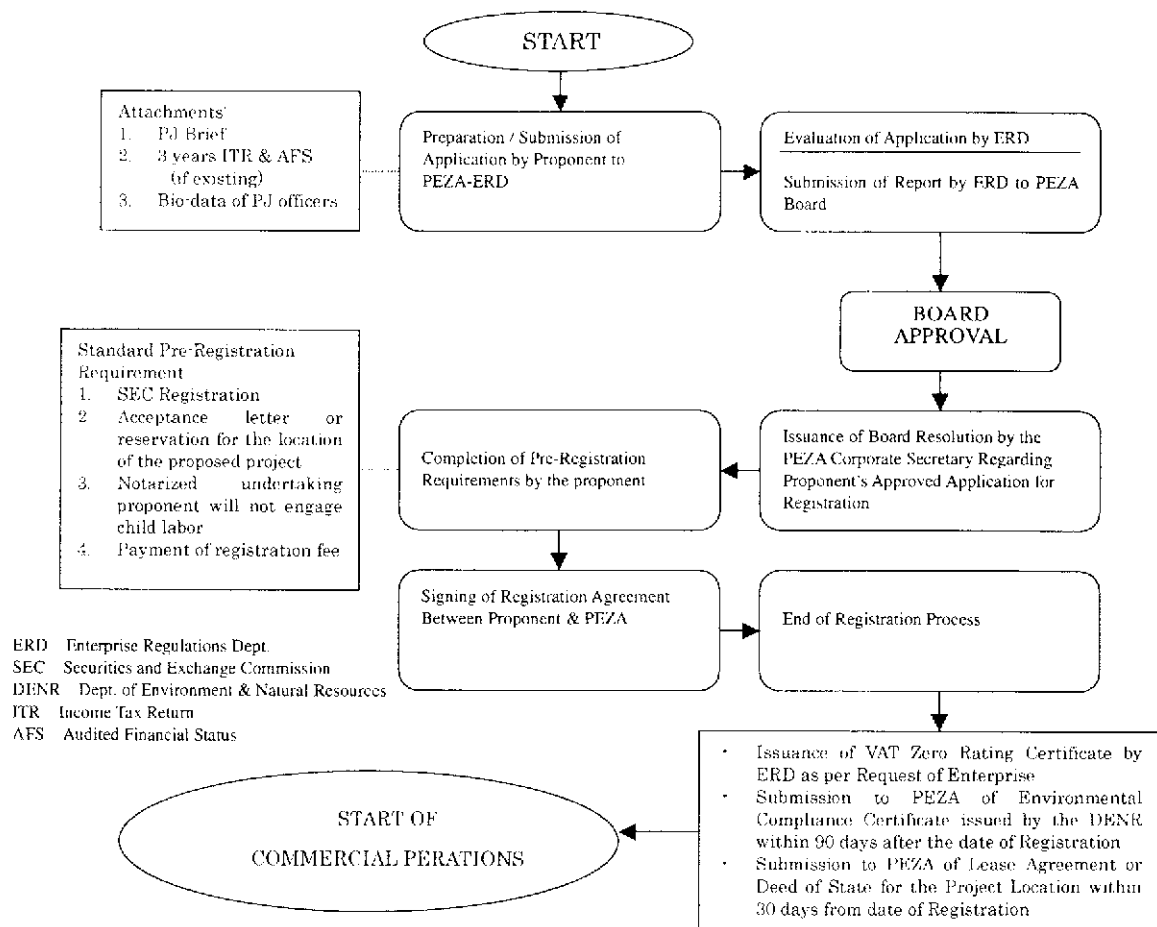 START
Attachments'
1. PJ Brief
2. 3 years ITR & AFS
(if existing)
3. Bio-data of PJ officers
Preparation / Submission of
Application by Proponent to
PEZA-ERD
Evaluation of Application by ERD
Submission of Report by ERD to PEZA
Board
BOARD
APPROVAL
Standard Pre-Registration
Requirement
1. SEC Registration
2 Acceptance letter or
reservation for the location
of the proposed project
3. Notarized undertaking
proponent will not engage
child labor
4. Payment of registration fee
Completion of Pre-Registration
Requirements by the proponent
Issuance of Board Resolution by the
PEZA Corporate Secretary Regarding
Proponent's Approved Application for
Registration
Signing of Registration Agreement
Between Proponent & PEZA
End of Registration Process
ERD Enterprise Regulations Dept.
SEC Securities and Exchange Commission
DENR Dept. of Environment & Natural Resources
ITR Income Tax Return
AFS Audited Financial Status
· Issuance of VAT Zero Rating Certificate by
ERD as per Request of Enterprise
· Submission to PEZA of Environmental
Compliance Certificate issued by the DENR
within 90 days after the date of Registration
· Submission to PEZA of Lease Agreement or
Deed of State for the Project Location within
30 days from date of Registration
START OF
COMMERCIAL PERATIONS